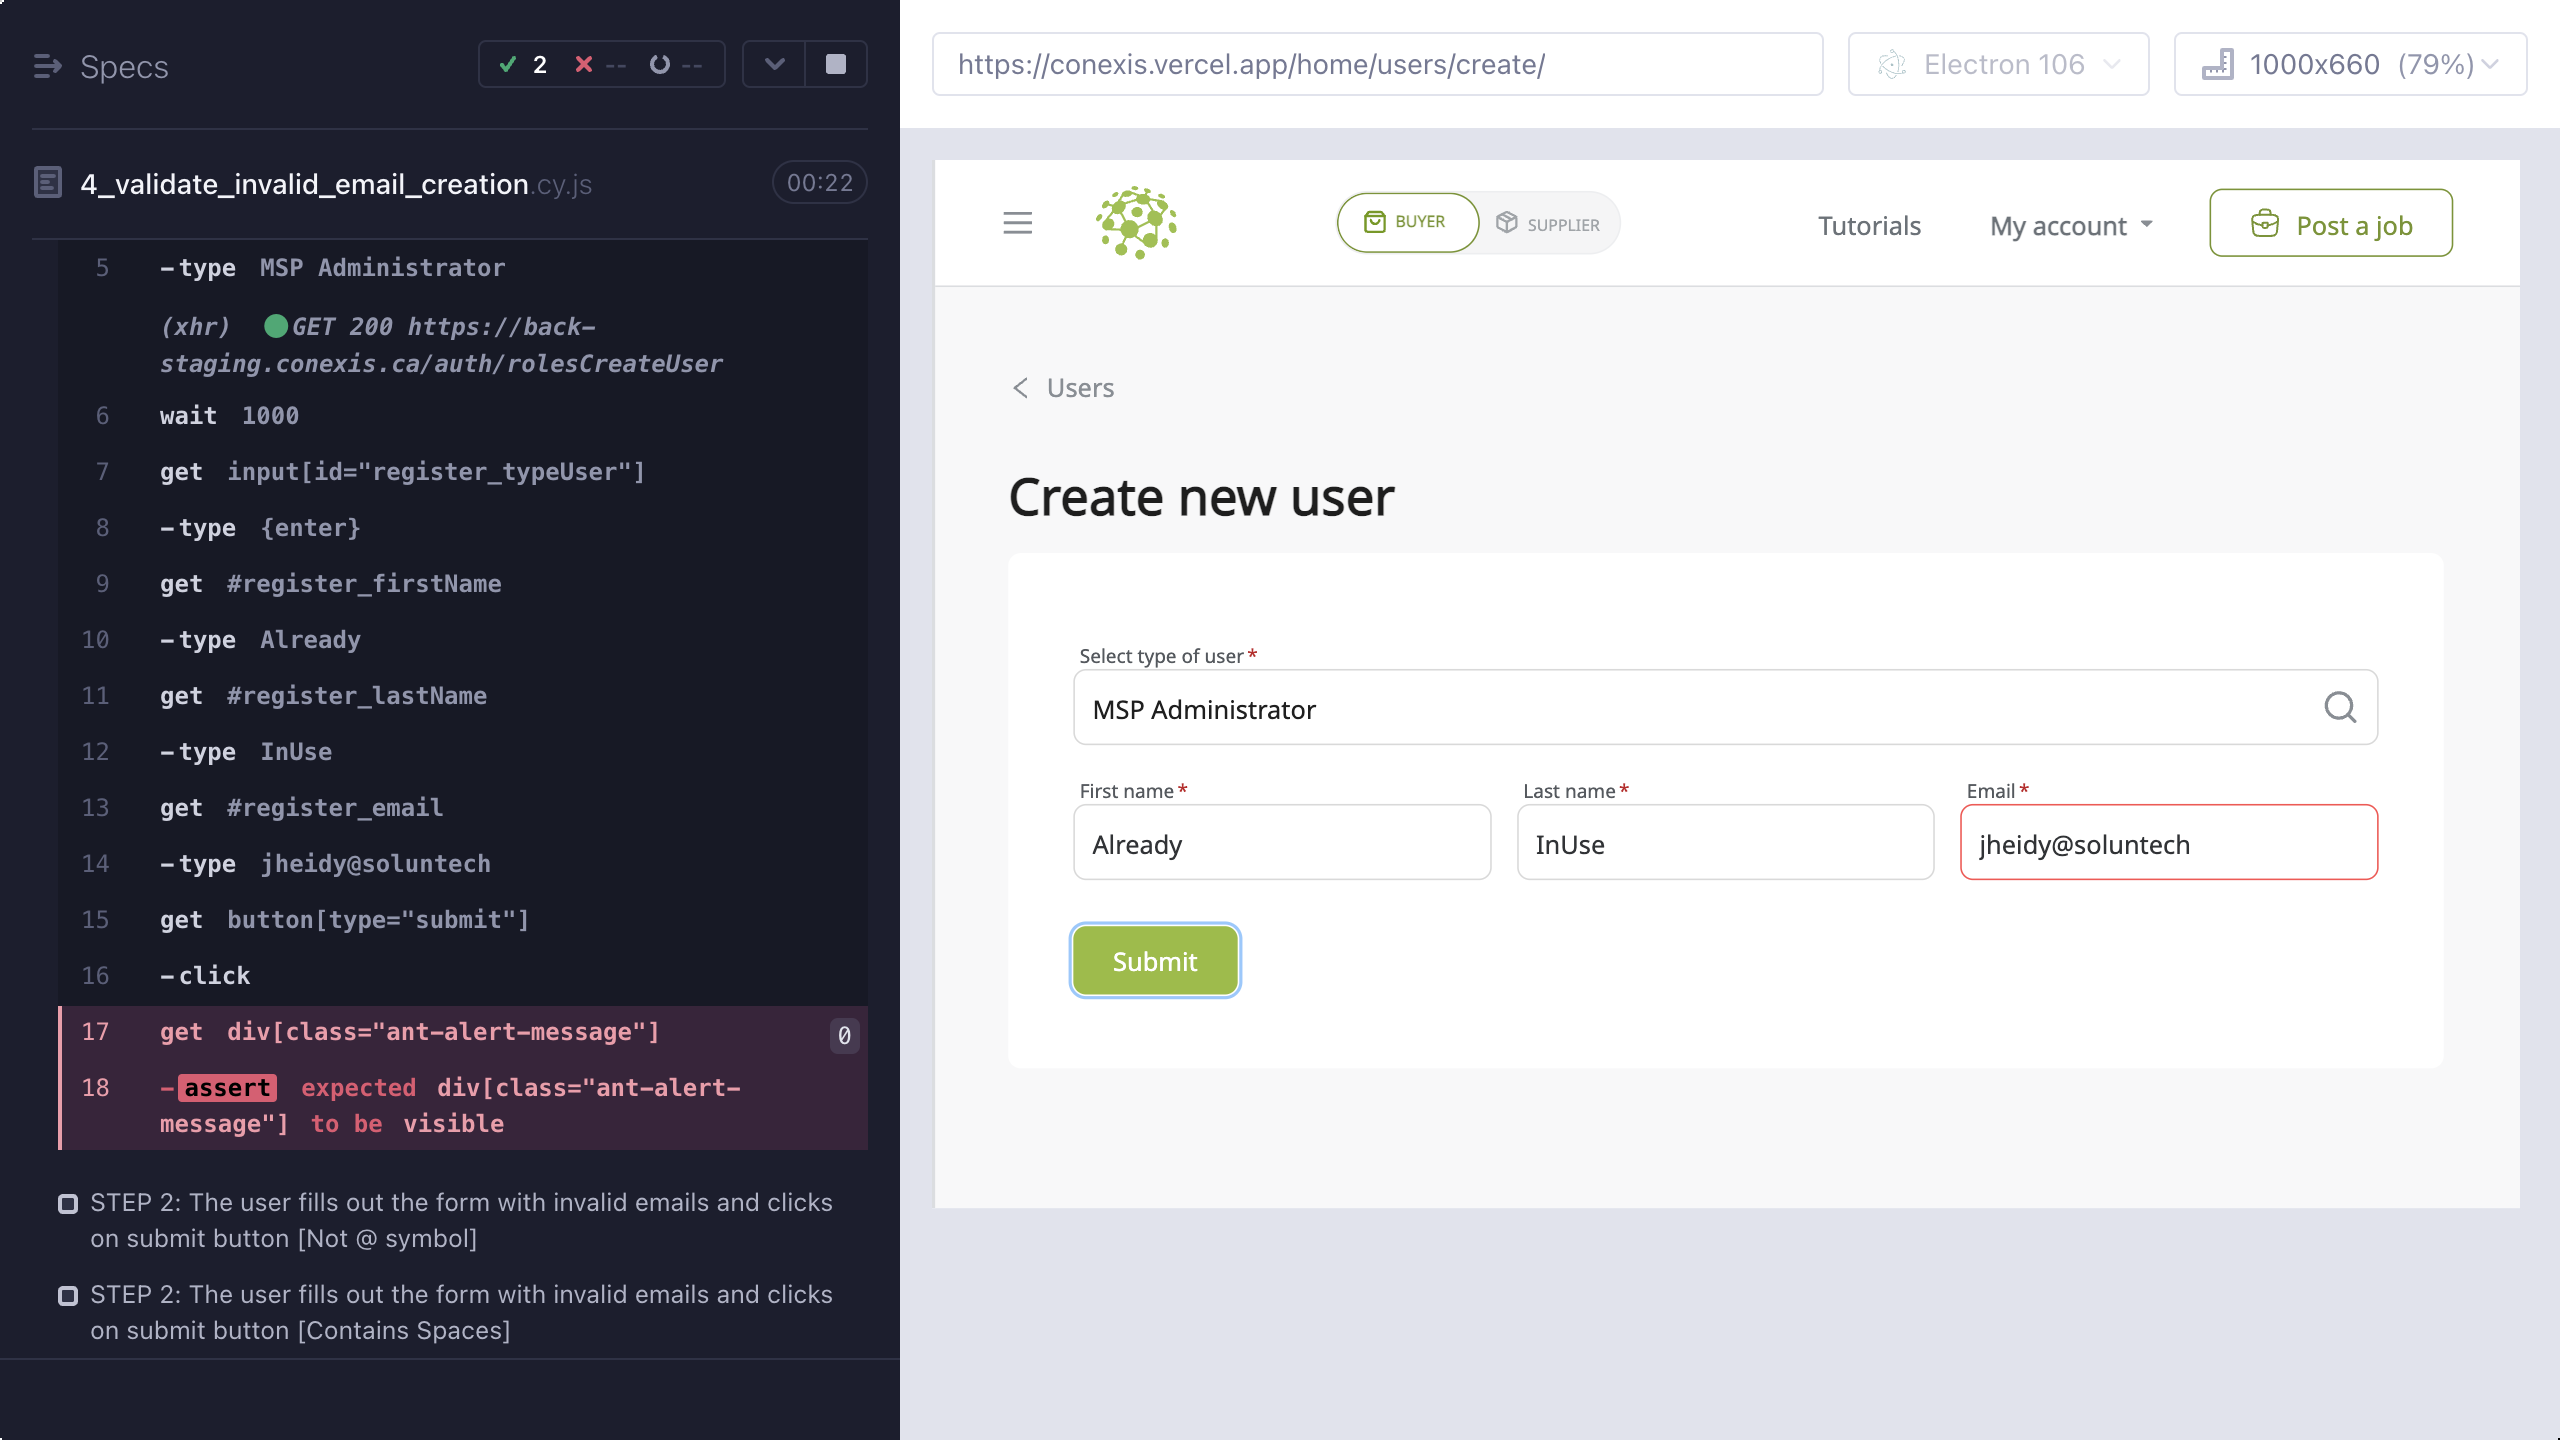 Specs
2 -- --
4_validate_invalid_email_creation.cy.js
00:22
5 -type MSP Administrator
(xhr) GET 200 https://back-
staging.conexis.ca/auth/rolesCreateUser
6 wait 1000
7 get input[id="register_typeUser"]
8 -type {enter}
9 get #register_firstName
10 -type Already
11 get #register_lastName
12 -type InUse
13 get #register_email
14 -type jheidy@soluntech
15 get button[type="submit"]
16 -click
17 get div[class="ant-alert-message"] 0
18 -assert expected div[class="ant-alert-
message"] to be visible
STEP 2: The user fills out the form with invalid emails and clicks
on submit button [Not @ symbol]
STEP 2: The user fills out the form with invalid emails and clicks
on submit button [Contains Spaces]
https://conexis.vercel.app/home/users/create/
Electron 106
1000x660 (79%)
BUYER
SUPPLIER
Tutorials
My account
Post a job
Users
Create new user
Select type of user*
MSP Administrator
First name* Last name* Email*
Already InUse jheidy@soluntech
Submit